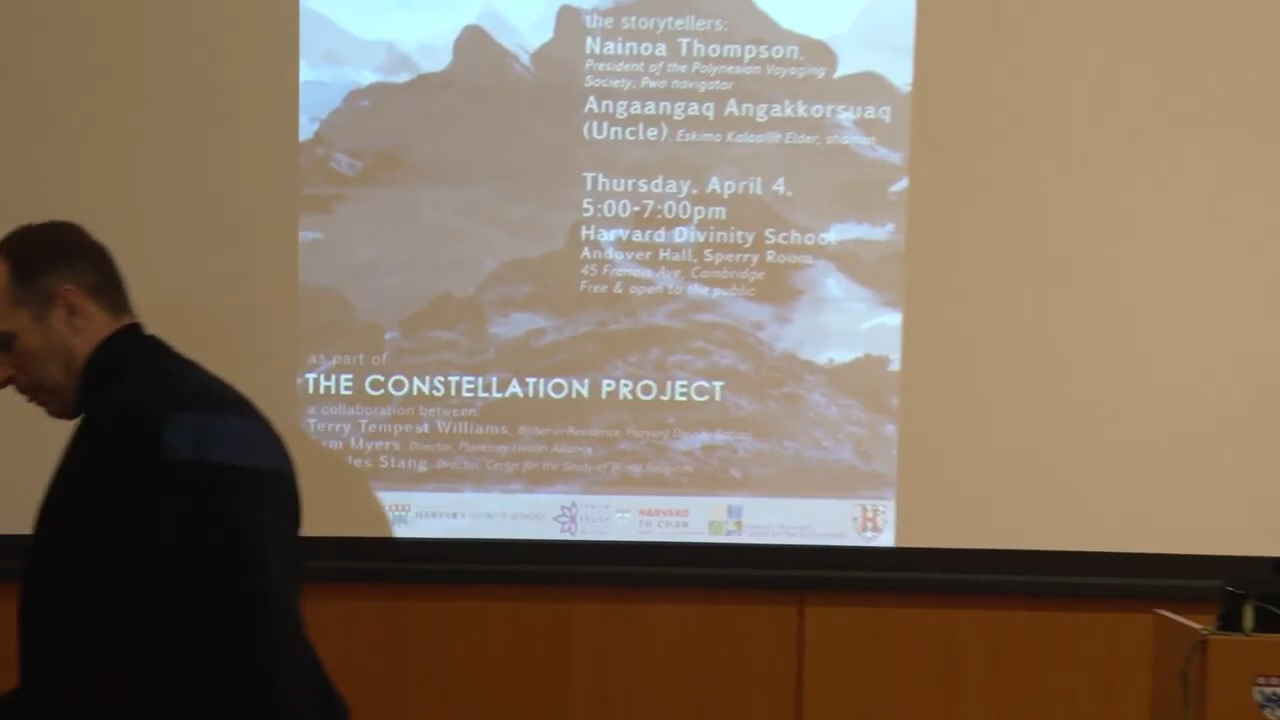 the storytellers:
Nainoa Thompson,
President of the Polynesian Voyaging
Society, Pwo navigator
Angaangaq Angakkorsuaq
(Uncle), Eskimo Kalaallit Elder, shaman
Thursday, April 4,
5:00-7:00pm
Harvard Divinity School
Andover Hall, Sperry Room
45 Francis Ave, Cambridge
Free & open to the public
as part of
THE CONSTELLATION PROJECT
a collaboration between
Terry Tempest Williams, Writer-in-Residence, Harvard Divinity School
Myers, Director, Planetary Health Alliance
Stang, Director, Center for the Study of World Religions
HARVARD